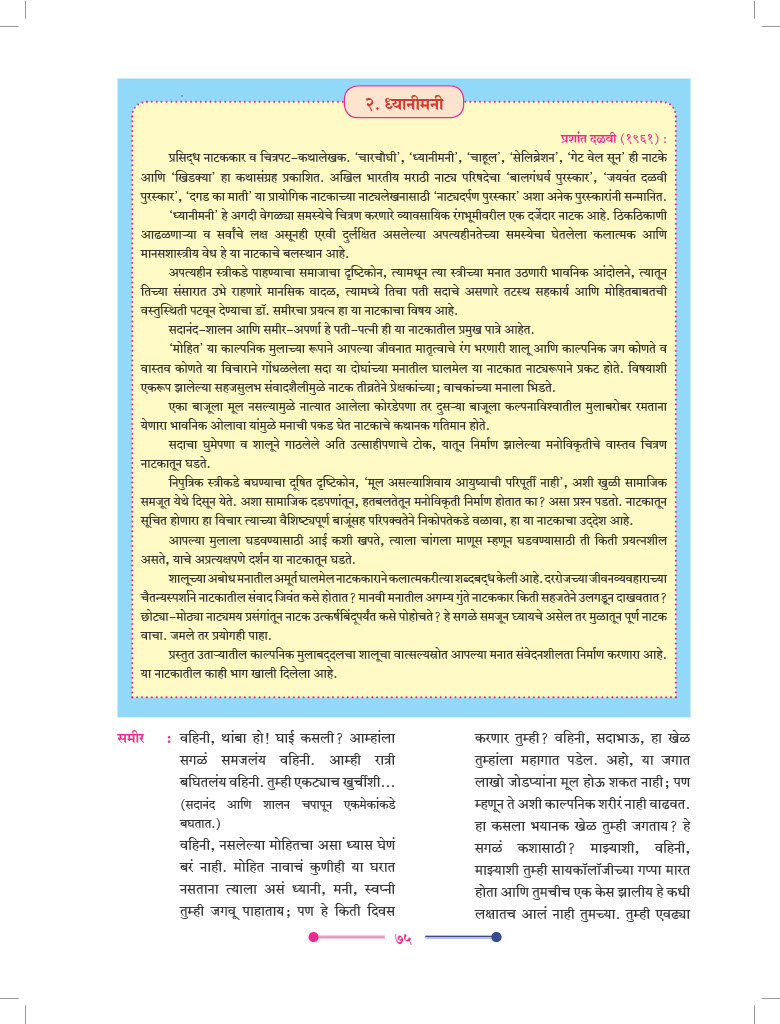 २. ध्यानीमनी
प्रशांत दळवी (१९६१) :
प्रसिद्ध नाटककार व चित्रपट-कथालेखक. ‘चारचौघी’, ‘ध्यानीमनी’, ‘चाहूल’, ‘सेलिब्रेशन’, ‘गेट वेल सून’ ही नाटके
आणि ‘खिडक्या’ हा कथासंग्रह प्रकाशित. अखिल भारतीय मराठी नाट्य परिषदेचा ‘बालगंधर्व पुरस्कार’, ‘जयवंत दळवी
पुरस्कार’, ‘दगड का माती’ या प्रायोगिक नाटकाच्या नाट्यलेखनासाठी ‘नाट्यदर्पण पुरस्कार’ अशा अनेक पुरस्कारांनी सन्मानित.
‘ध्यानीमनी’ हे अगदी वेगळ्या समस्येचे चित्रण करणारे व्यावसायिक रंगभूमीवरील एक दर्जेदार नाटक आहे. ठिकठिकाणी
आढळणाऱ्या व सर्वांचे लक्ष असूनही एरवी दुर्लक्षित असलेल्या अपत्यहीनतेच्या समस्येचा घेतलेला कलात्मक आणि
मानसशास्त्रीय वेध हे या नाटकाचे बलस्थान आहे.
अपत्यहीन स्त्रीकडे पाहण्याचा समाजाचा दृष्टिकोन, त्यामधून त्या स्त्रीच्या मनात उठणारी भावनिक आंदोलने, त्यातून
तिच्या संसारात उभे राहणारे मानसिक वादळ, त्यामध्ये तिचा पती सदाचे असणारे तटस्थ सहकार्य आणि मोहितबाबतची
वस्तुस्थिती पटवून देण्याचा डॉ. समीरचा प्रयत्न हा या नाटकाचा विषय आहे.
सदानंद-शालन आणि समीर-अपर्णा हे पती-पत्नी ही या नाटकातील प्रमुख पात्रे आहेत.
‘मोहित’ या काल्पनिक मुलाच्या रूपाने आपल्या जीवनात मातृत्वाचे रंग भरणारी शालू आणि काल्पनिक जग कोणते व
वास्तव कोणते या विचाराने गोंधळलेला सदा या दोघांच्या मनातील घालमेल या नाटकात नाट्यरूपाने प्रकट होते. विषयाशी
एकरूप झालेल्या सहजसुलभ संवादशैलीमुळे नाटक तीव्रतेने प्रेक्षकांच्या; वाचकांच्या मनाला भिडते.
एका बाजूला मूल नसल्यामुळे नात्यात आलेला कोरडेपणा तर दुसऱ्या बाजूला कल्पनाविश्वातील मुलाबरोबर रमताना
येणारा भावनिक ओलावा यांमुळे मनाची पकड घेत नाटकाचे कथानक गतिमान होते.
सदाचा घुमेपणा व शालूने गाठलेले अति उत्साहीपणाचे टोक, यातून निर्माण झालेल्या मनोविकृतीचे वास्तव चित्रण
नाटकातून घडते.
निपुत्रिक स्त्रीकडे बघण्याचा दूषित दृष्टिकोन, ‘मूल असल्याशिवाय आयुष्याची परिपूर्ती नाही’, अशी खुळी सामाजिक
समजूत येथे दिसून येते. अशा सामाजिक दडपणांतून, हतबलतेतून मनोविकृती निर्माण होतात का? असा प्रश्न पडतो. नाटकातून
सूचित होणारा हा विचार त्याच्या वैशिष्ट्यपूर्ण बाजूंसह परिपक्वतेने निकोपतेकडे वळावा, हा या नाटकाचा उद्देश आहे.
आपल्या मुलाला घडवण्यासाठी आई कशी खपते, त्याला चांगला माणूस म्हणून घडवण्यासाठी ती किती प्रयत्नशील
असते, याचे अप्रत्यक्षपणे दर्शन या नाटकातून घडते.
शालूच्या अबोध मनातील अमूर्त घालमेल नाटककाराने कलात्मकरीत्या शब्दबद्ध केली आहे. दररोजच्या जीवनव्यवहाराच्या
चैतन्यस्पर्शाने नाटकातील संवाद जिवंत कसे होतात? मानवी मनातील अगम्य गुंते नाटककार किती सहजतेने उलगडून दाखवतात?
छोट्या-मोठ्या नाट्यमय प्रसंगांतून नाटक उत्कर्षबिंदूपर्यंत कसे पोहोचते? हे सगळे समजून घ्यायचे असेल तर मुळातून पूर्ण नाटक
वाचा. जमले तर प्रयोगही पाहा.
प्रस्तुत उताऱ्यातील काल्पनिक मुलाबद्दलचा शालूचा वात्सल्यस्रोत आपल्या मनात संवेदनशीलता निर्माण करणारा आहे.
या नाटकातील काही भाग खाली दिलेला आहे.
समीर : वहिनी, थांबा हो! घाई कसली? आम्हांला
सगळं समजलंय वहिनी. आम्ही रात्री
बघितलंय वहिनी. तुम्ही एकट्याच खुर्चीशी...
(सदानंद आणि शालन चपापून एकमेकांकडे
बघतात.)
वहिनी, नसलेल्या मोहितचा असा ध्यास घेणं
बरं नाही. मोहित नावाचं कुणीही या घरात
नसताना त्याला असं ध्यानी, मनी, स्वप्नी
तुम्ही जगवू पाहाताय; पण हे किती दिवस
करणार तुम्ही? वहिनी, सदाभाऊ, हा खेळ
तुम्हांला महागात पडेल. अहो, या जगात
लाखो जोडप्यांना मूल होऊ शकत नाही; पण
म्हणून ते अशी काल्पनिक शरीरं नाही वाढवत.
हा कसला भयानक खेळ तुम्ही जगताय? हे
सगळं कशासाठी? माझ्याशी, वहिनी,
माझ्याशी तुम्ही सायकॉलॉजीच्या गप्पा मारत
होता आणि तुमचीच एक केस झालीय हे कधी
लक्षातच आलं नाही तुमच्या. तुम्ही एवढ्या
७५